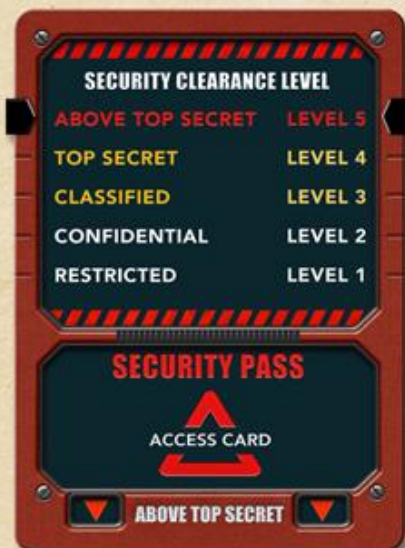 SECURITY CLEARANCE LEVEL
ABOVE TOP SECRET LEVEL 5
TOP SECRET LEVEL 4
CLASSIFIED LEVEL 3
CONFIDENTIAL LEVEL 2
RESTRICTED LEVEL 1
SECURITY PASS
ACCESS CARD
ABOVE TOP SECRET